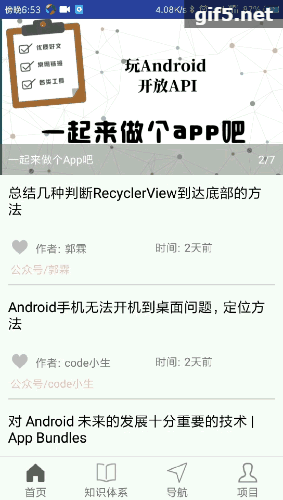 傍晚6:53
gif5.net
97%
优质好文
常用链接
各类工具
玩Android
开放API
一起来做个app吧
一起来做个App吧
2/7
总结几种判断RecyclerView到达底部的方
法
作者: 郭霖
时间: 2天前
公众号/郭霖
Android手机无法开机到桌面问题，定位方
法
作者: code小生
时间: 2天前
公众号/code小生
对 Android 未来的发展十分重要的技术 |
App Bundles
首页
知识体系
导航
项目